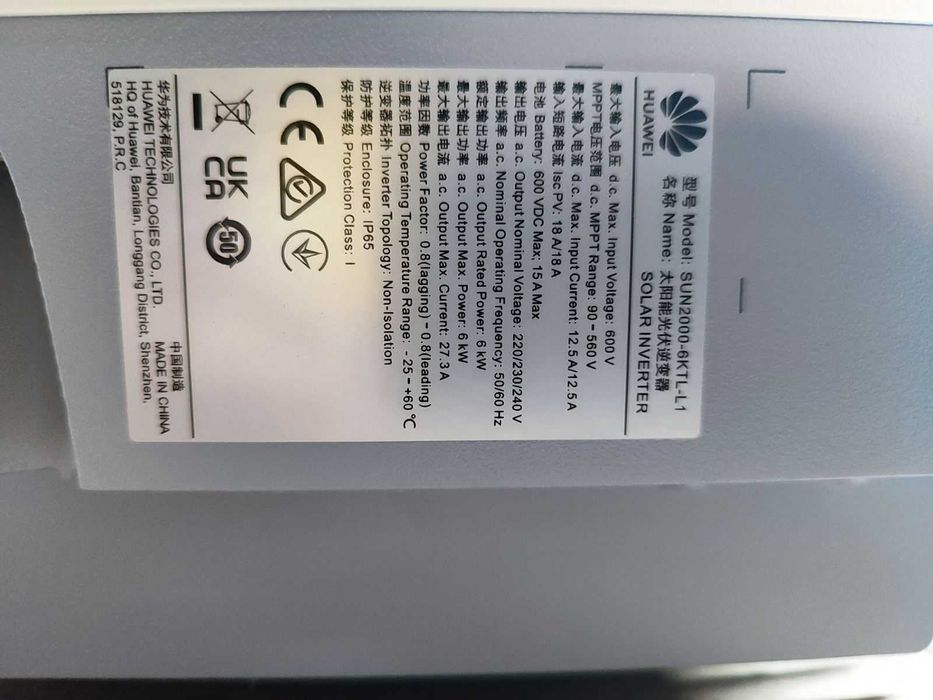 HUAWEI
型号 Model: SUN2000-6KTL-L1
名称 Name: 太阳能光伏逆变器
SOLAR INVERTER
最大输入电压 d.c. Max. Input Voltage: 600 V
MPPT电压范围 d.c. MPPT Range: 90 – 560 V
最大输入电流 d.c. Max. Input Current: 12.5 A/12.5 A
输入短路电流 Isc PV: 18 A/18 A
电池 Battery: 600 VDC Max; 15 A Max
输出电压 a.c. Output Nominal Voltage: 220/230/240 V
输出频率 a.c. Nominal Operating Frequency: 50/60 Hz
额定输出功率 a.c. Output Rated Power: 6 kW
最大输出功率 a.c. Output Max. Power: 6 kW
最大输出电流 a.c. Output Max. Current: 27.3 A
功率因数 Power Factor: 0.8(lagging) – 0.8(leading)
温度范围 Operating Temperature Range: -25 – +60 ℃
逆变器拓扑 Inverter Topology: Non-Isolation
防护等级 Enclosure: IP65
保护等级 Protection Class: I
CE
UK
CA
50
华为技术有限公司
中国制造
HUAWEI TECHNOLOGIES CO., LTD.
MADE IN CHINA
HQ of Huawei, Bantian, Longgang District, Shenzhen,
518129, P.R.C